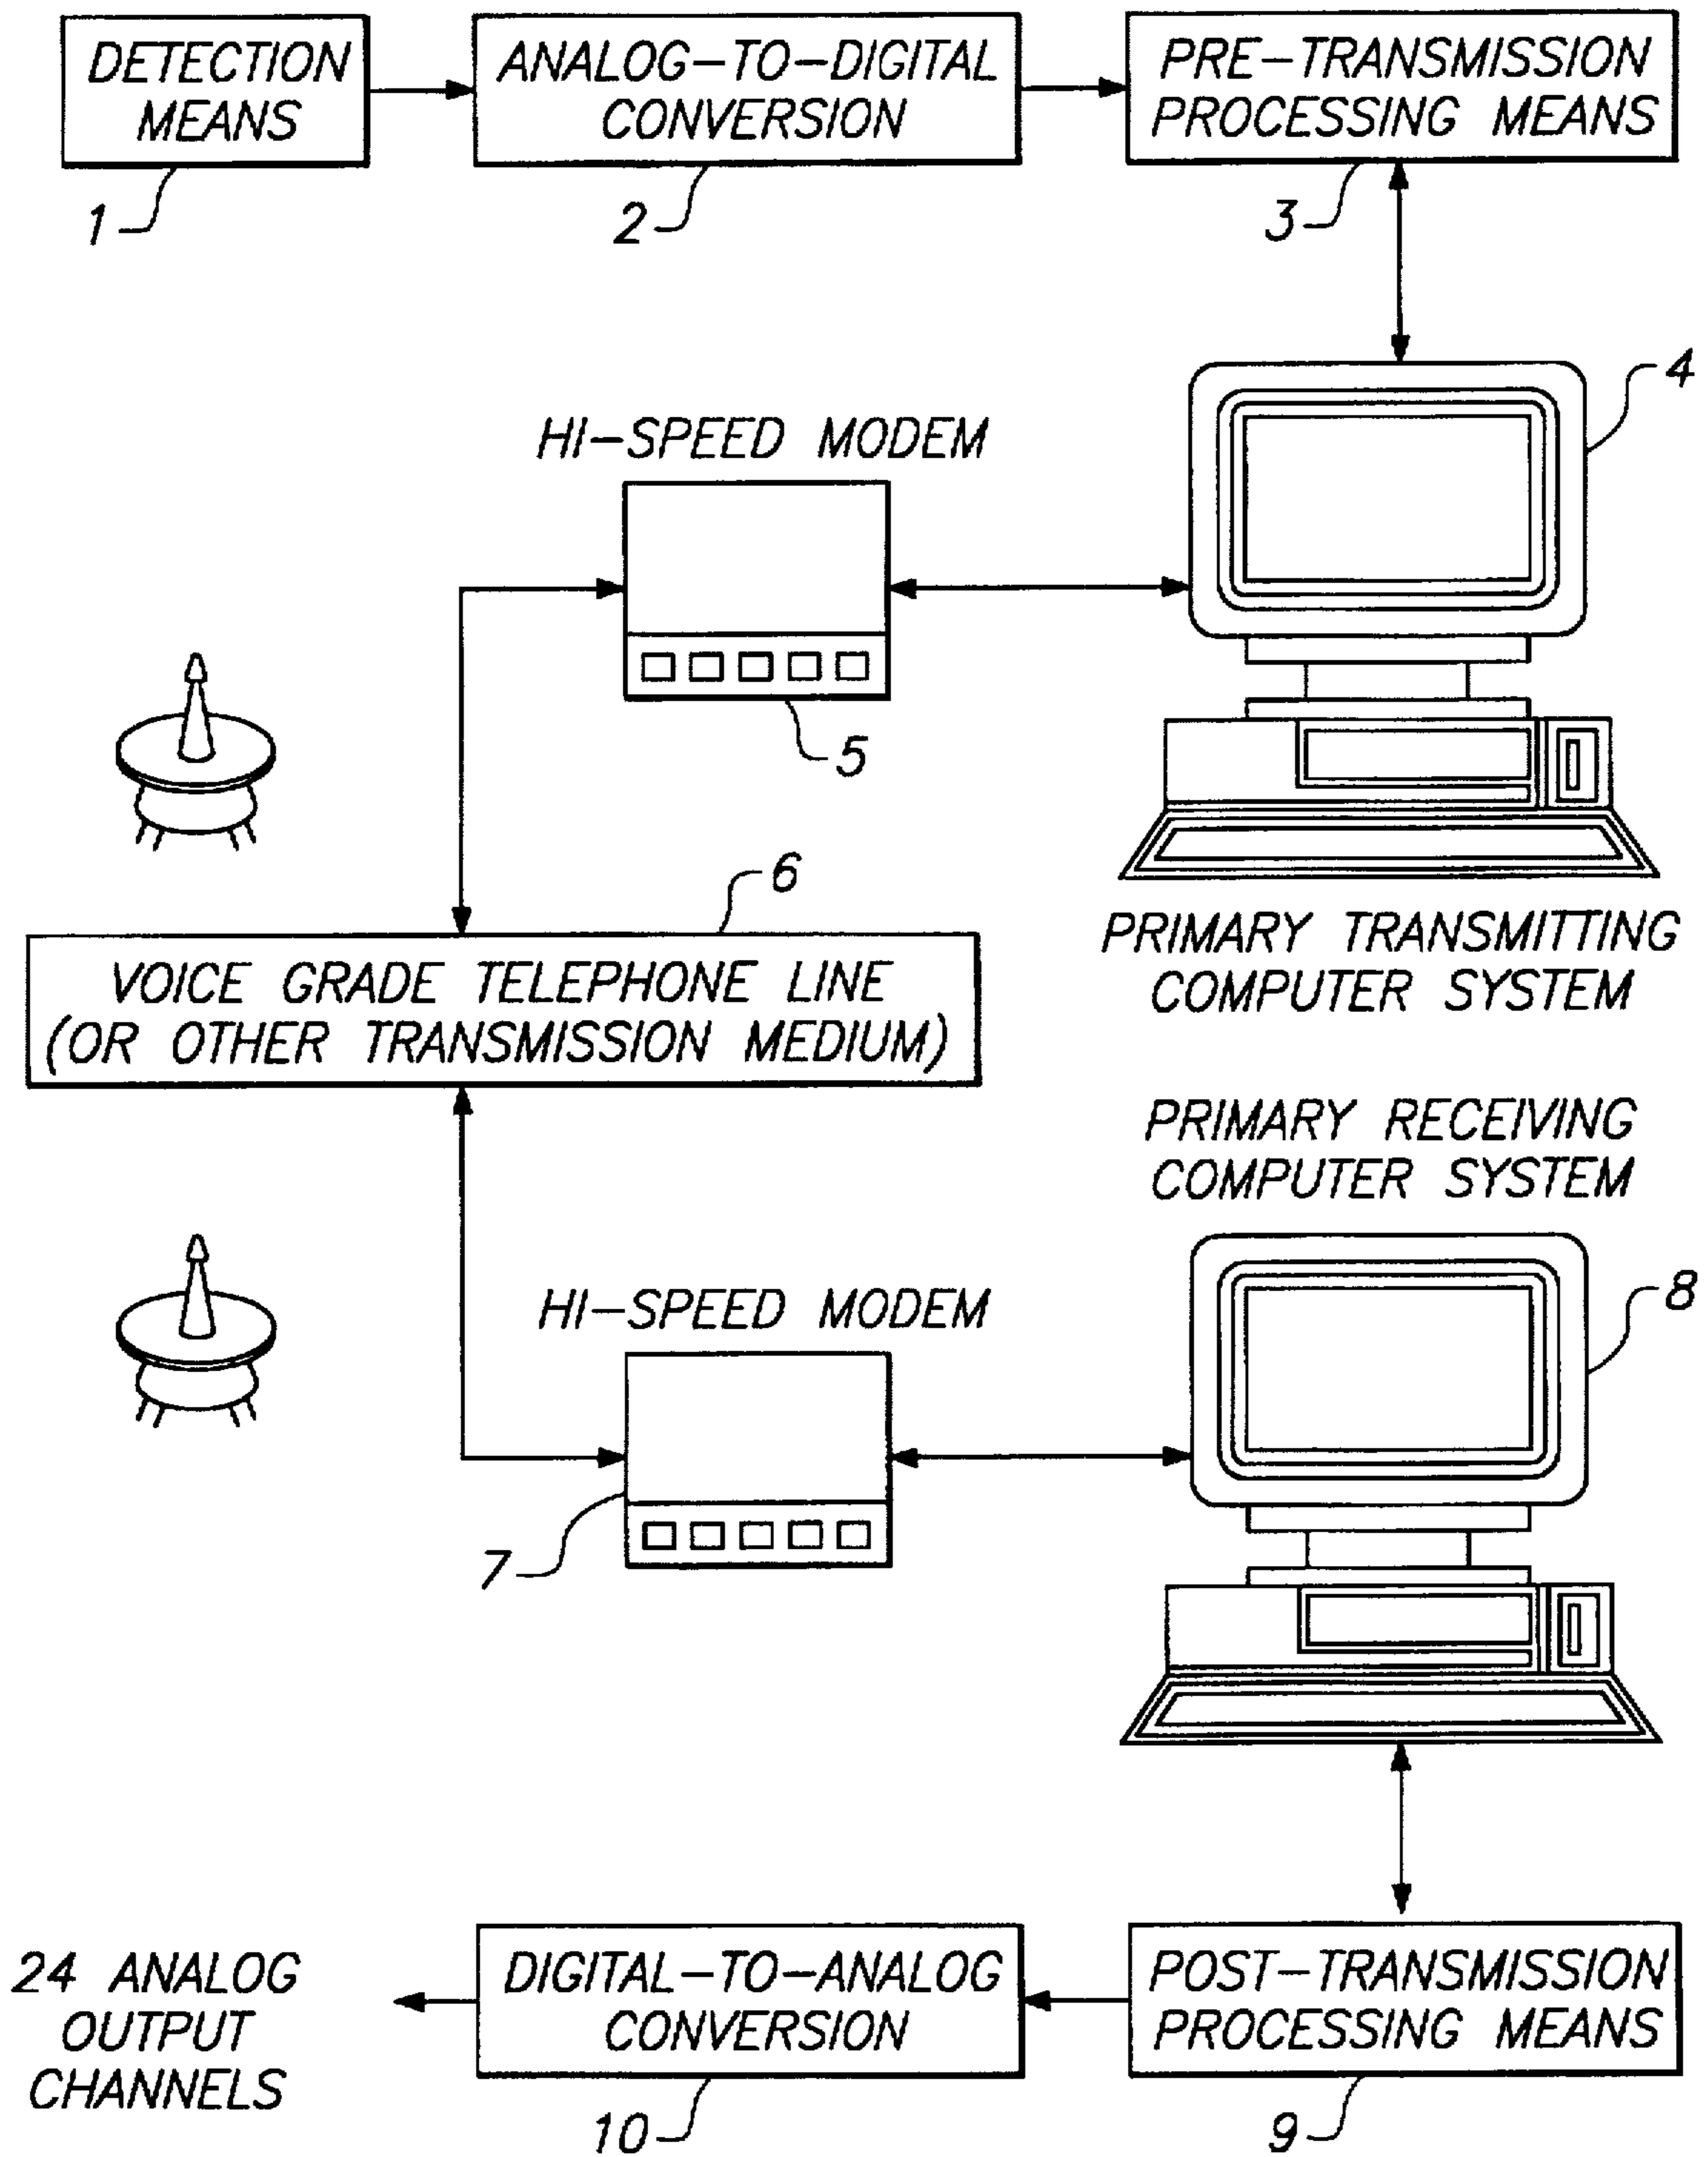 DETECTION
MEANS
1
ANALOG-TO-DIGITAL
CONVERSION
2
PRE-TRANSMISSION
PROCESSING MEANS
3
4
HI-SPEED MODEM
5
PRIMARY TRANSMITTING
COMPUTER SYSTEM
6
VOICE GRADE TELEPHONE LINE
(OR OTHER TRANSMISSION MEDIUM)
PRIMARY RECEIVING
COMPUTER SYSTEM
8
HI-SPEED MODEM
7
POST-TRANSMISSION
PROCESSING MEANS
9
DIGITAL-TO-ANALOG
CONVERSION
10
24 ANALOG
OUTPUT
CHANNELS